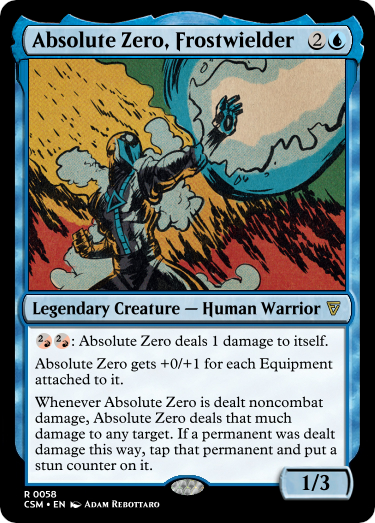 Absolute Zero, Frostwielder 2
Legendary Creature — Human Warrior
2 2: Absolute Zero deals 1 damage to itself.
Absolute Zero gets +0/+1 for each Equipment
attached to it.
Whenever Absolute Zero is dealt noncombat
damage, Absolute Zero deals that much
damage to any target. If a permanent was dealt
damage this way, tap that permanent and put a
stun counter on it.
1/3
R 0058
CSM • EN Adam Rebottaro